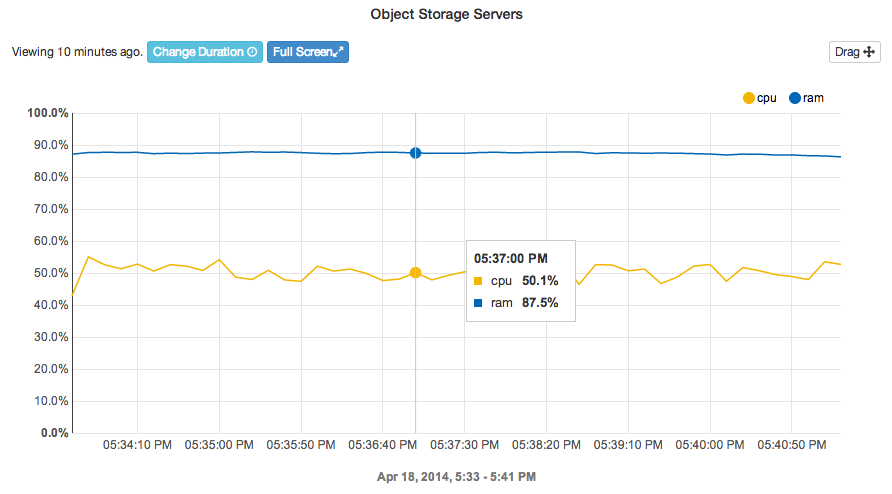 Object Storage Servers
Viewing 10 minutes ago. Change Duration Full Screen Drag
cpu ram
100.0%
90.0%
80.0%
70.0%
60.0%
50.0%
40.0%
30.0%
20.0%
10.0%
0.0%
05:37:00 PM
cpu 50.1%
ram 87.5%
05:34:10 PM 05:35:00 PM 05:35:50 PM 05:36:40 PM 05:37:30 PM 05:38:20 PM 05:39:10 PM 05:40:00 PM 05:40:50 PM
Apr 18, 2014, 5:33 - 5:41 PM